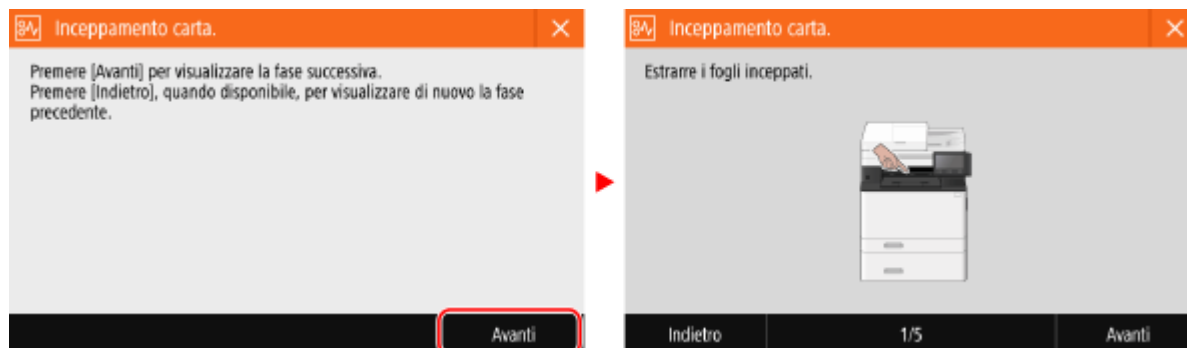 Inceppamento carta.
Premere [Avanti] per visualizzare la fase successiva.
Premere [Indietro], quando disponibile, per visualizzare di nuovo la fase
precedente.
Avanti
Inceppamento carta.
Estrarre i fogli inceppati.
Indietro
1/5
Avanti